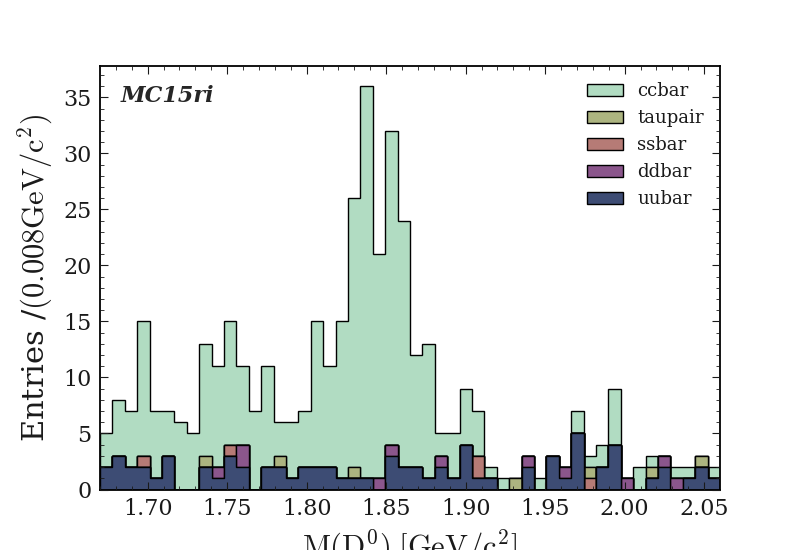 MC15ri
ccbar
taupair
ssbar
ddbar
uubar
Entries /(0.008GeV/c²)
35
30
25
20
15
10
5
0
1.70 1.75 1.80 1.85 1.90 1.95 2.00 2.05
M(D⁰) [GeV/c²]